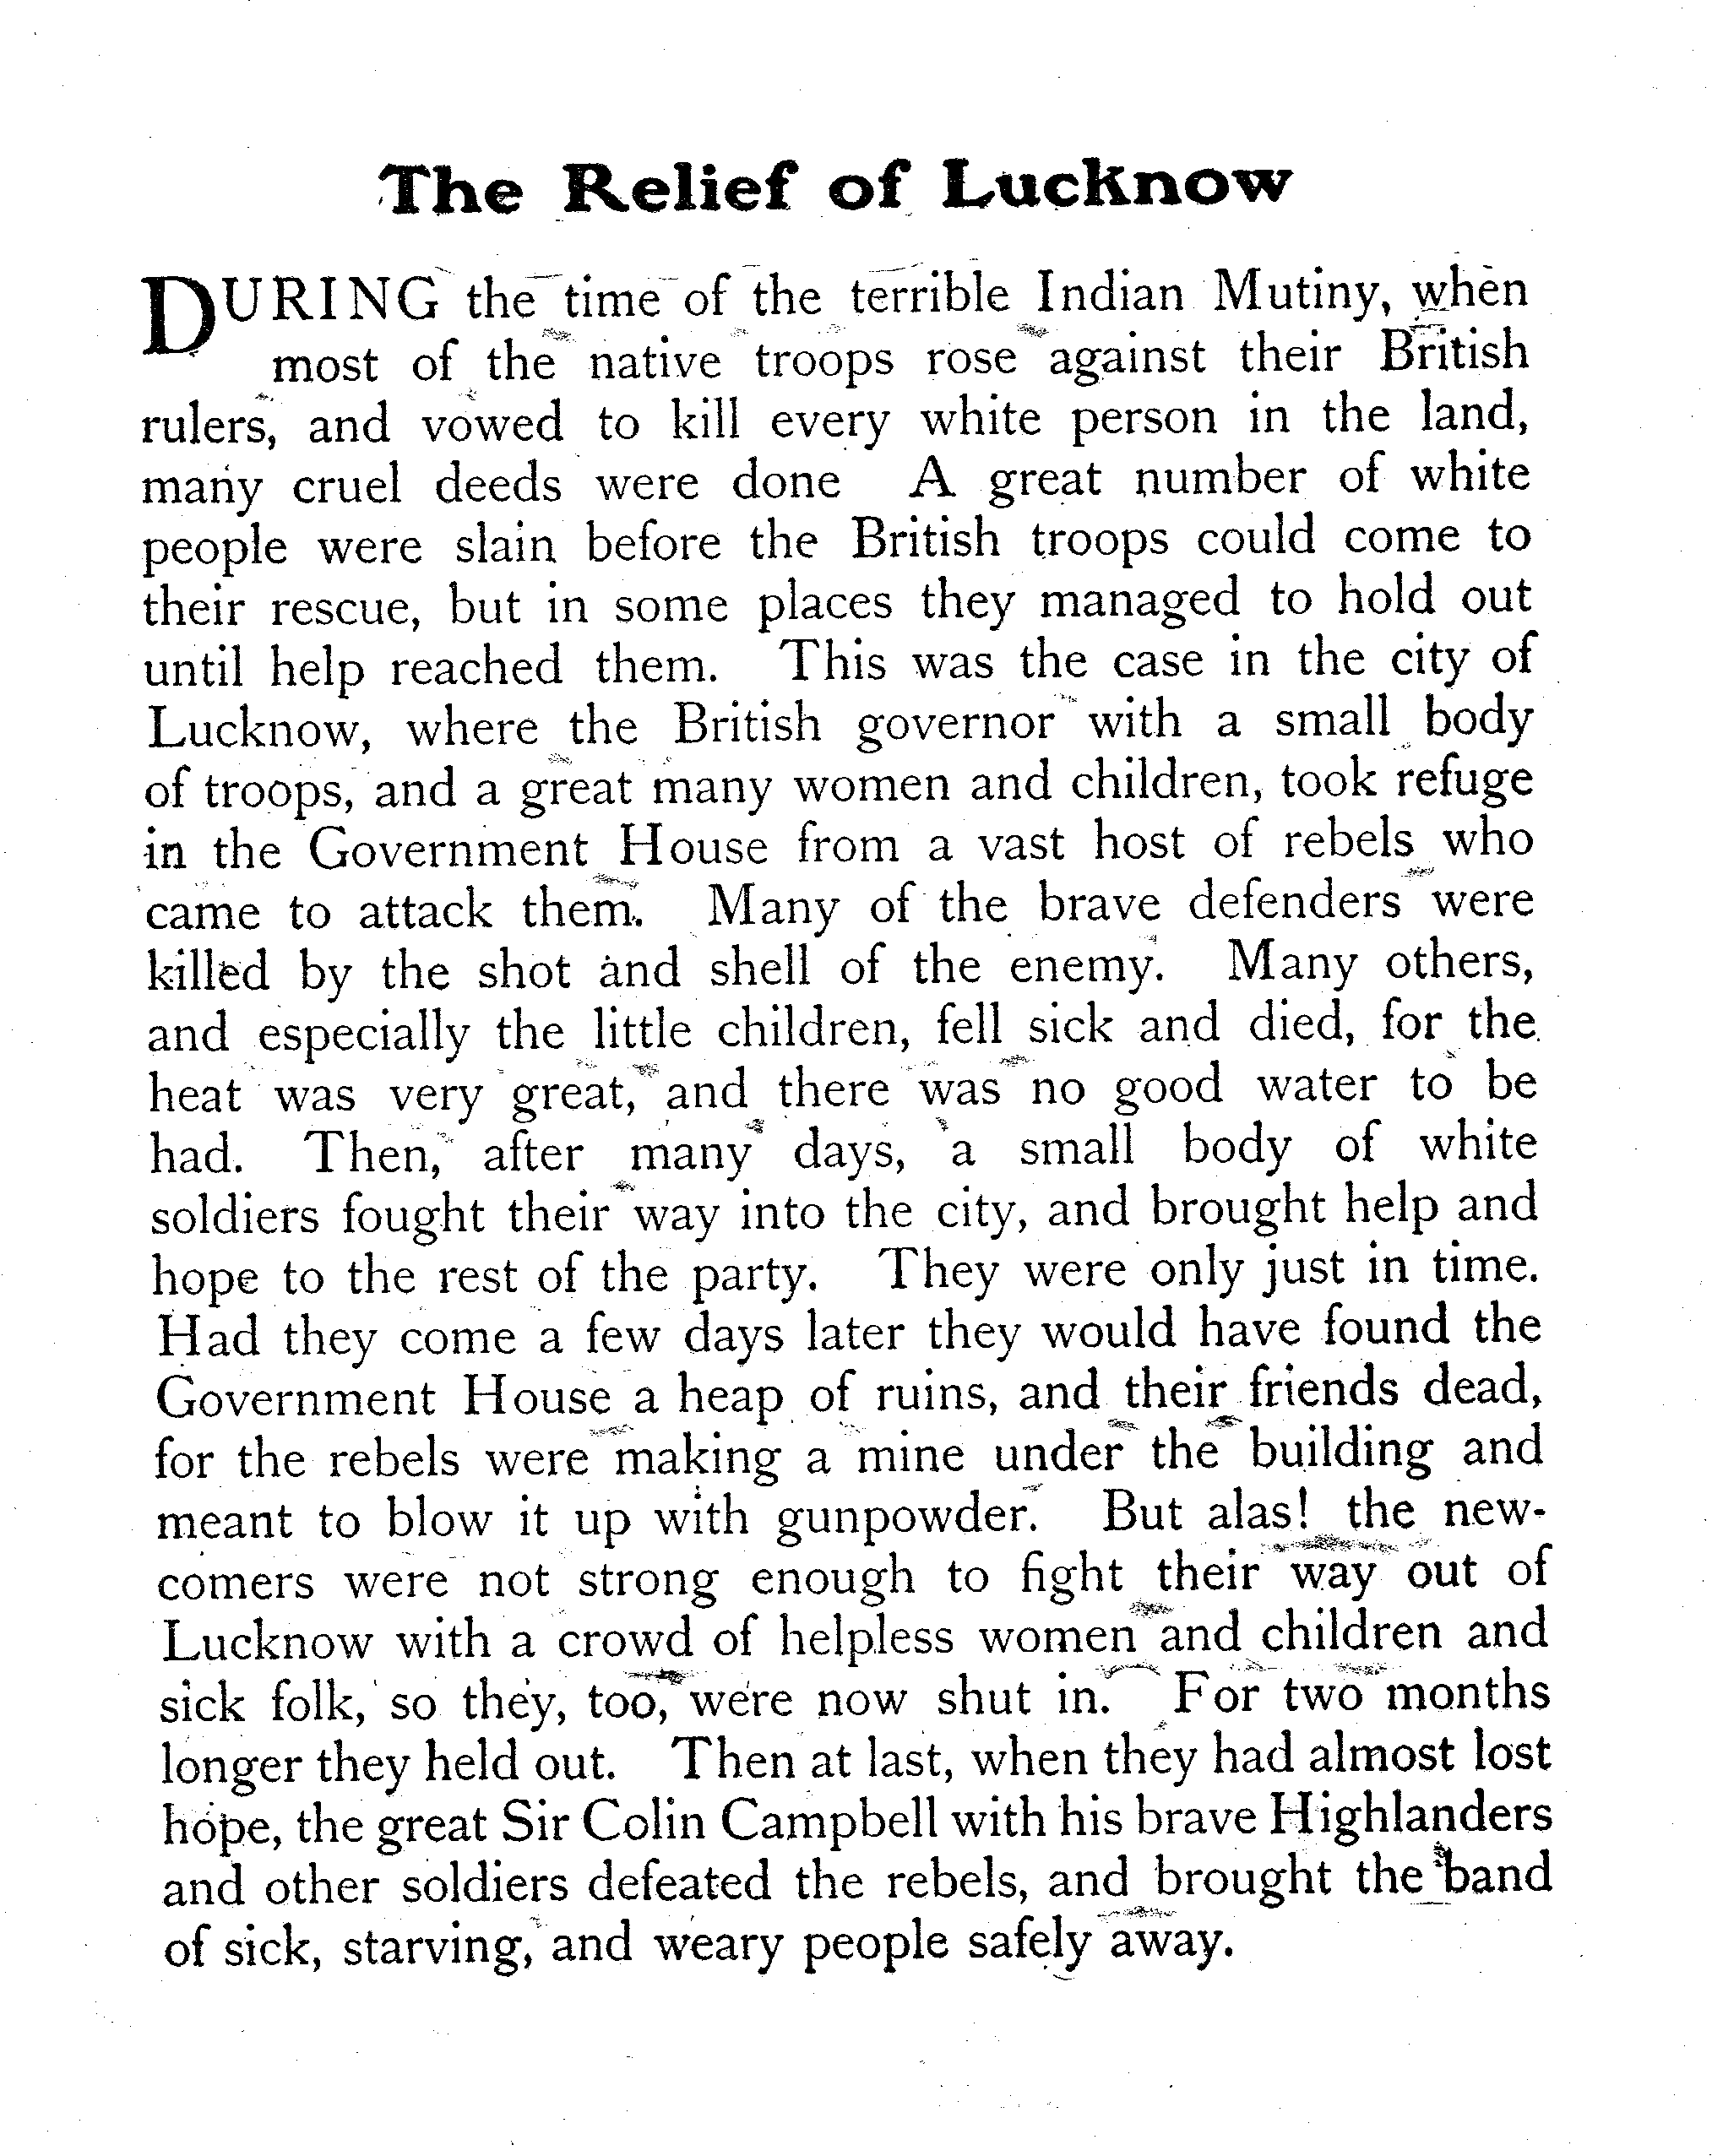 The Relief of Lucknow
DURING the time of the terrible Indian Mutiny, when
most of the native troops rose against their British
rulers, and vowed to kill every white person in the land,
many cruel deeds were done A great number of white
people were slain before the British troops could come to
their rescue, but in some places they managed to hold out
until help reached them. This was the case in the city of
Lucknow, where the British governor with a small body
of troops, and a great many women and children, took refuge
in the Government House from a vast host of rebels who
came to attack them. Many of the brave defenders were
killed by the shot and shell of the enemy. Many others,
and especially the little children, fell sick and died, for the
heat was very great, and there was no good water to be
had. Then, after many days, a small body of white
soldiers fought their way into the city, and brought help and
hope to the rest of the party. They were only just in time.
Had they come a few days later they would have found the
Government House a heap of ruins, and their friends dead,
for the rebels were making a mine under the building and
meant to blow it up with gunpowder. But alas! the new-
comers were not strong enough to fight their way out of
Lucknow with a crowd of helpless women and children and
sick folk, so they, too, were now shut in. For two months
longer they held out. Then at last, when they had almost lost
hope, the great Sir Colin Campbell with his brave Highlanders
and other soldiers defeated the rebels, and brought the band
of sick, starving, and weary people safely away.